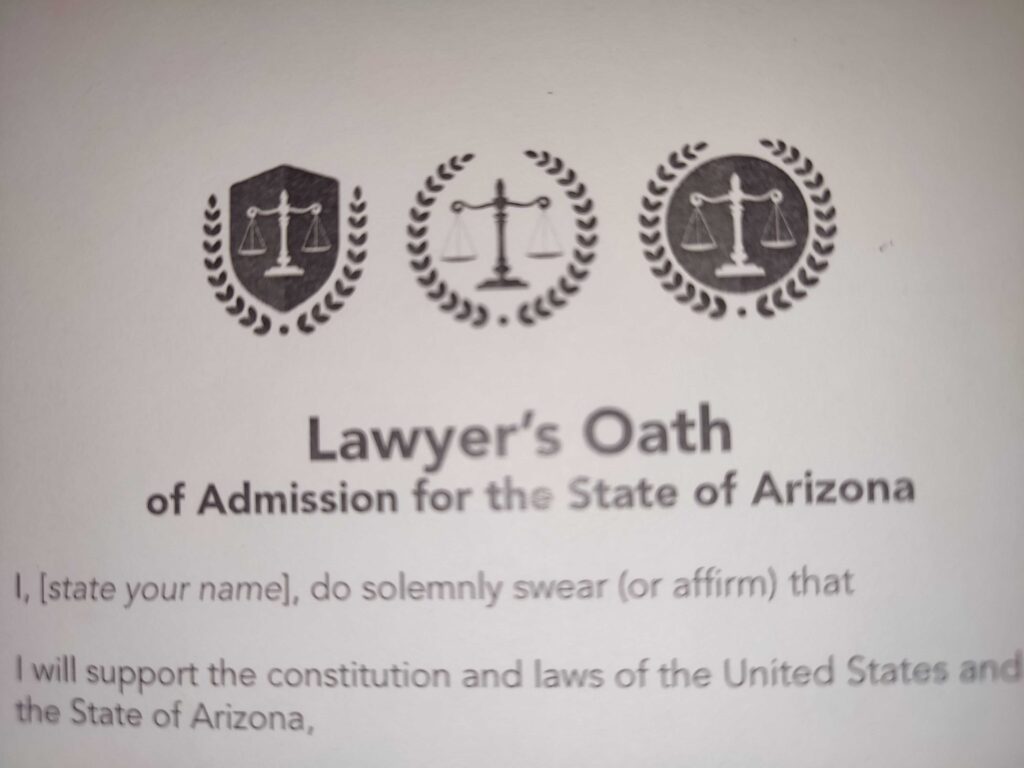 Lawyer's Oath
of Admission for the State of Arizona
I, [state your name], do solemnly swear (or affirm) that
I will support the constitution and laws of the United States and
the State of Arizona,